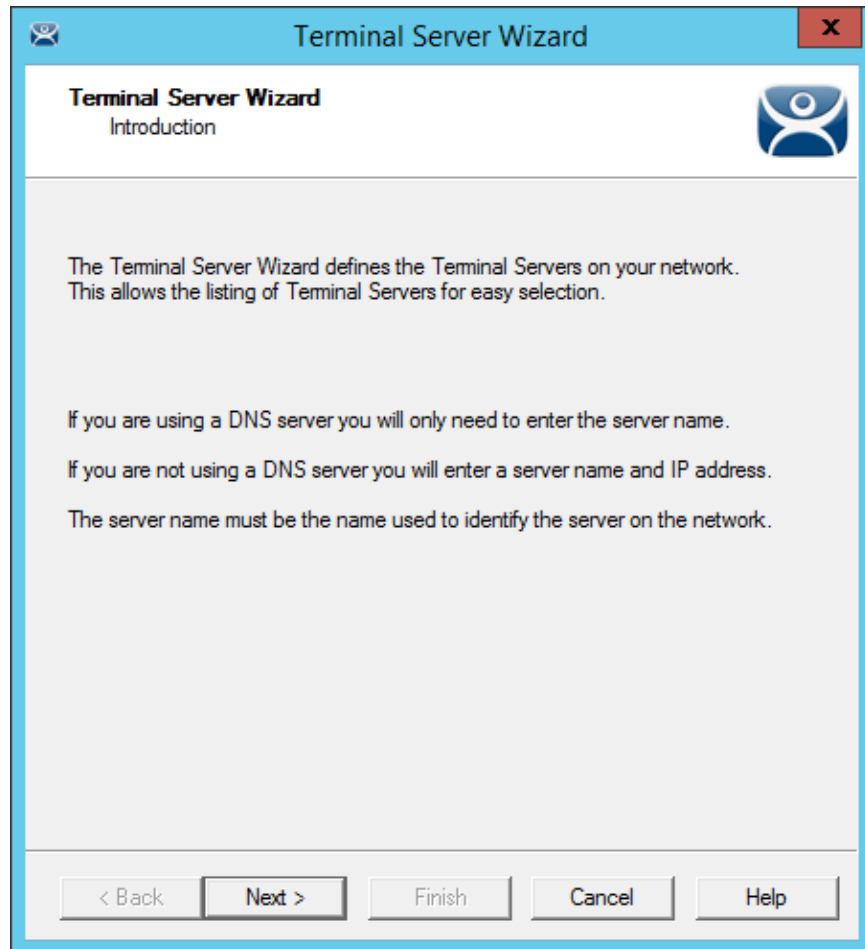 Terminal Server Wizard
x
Terminal Server Wizard
Introduction
The Terminal Server Wizard defines the Terminal Servers on your network.
This allows the listing of Terminal Servers for easy selection.
If you are using a DNS server you will only need to enter the server name.
If you are not using a DNS server you will enter a server name and IP address.
The server name must be the name used to identify the server on the network.
< Back Next > Finish Cancel Help